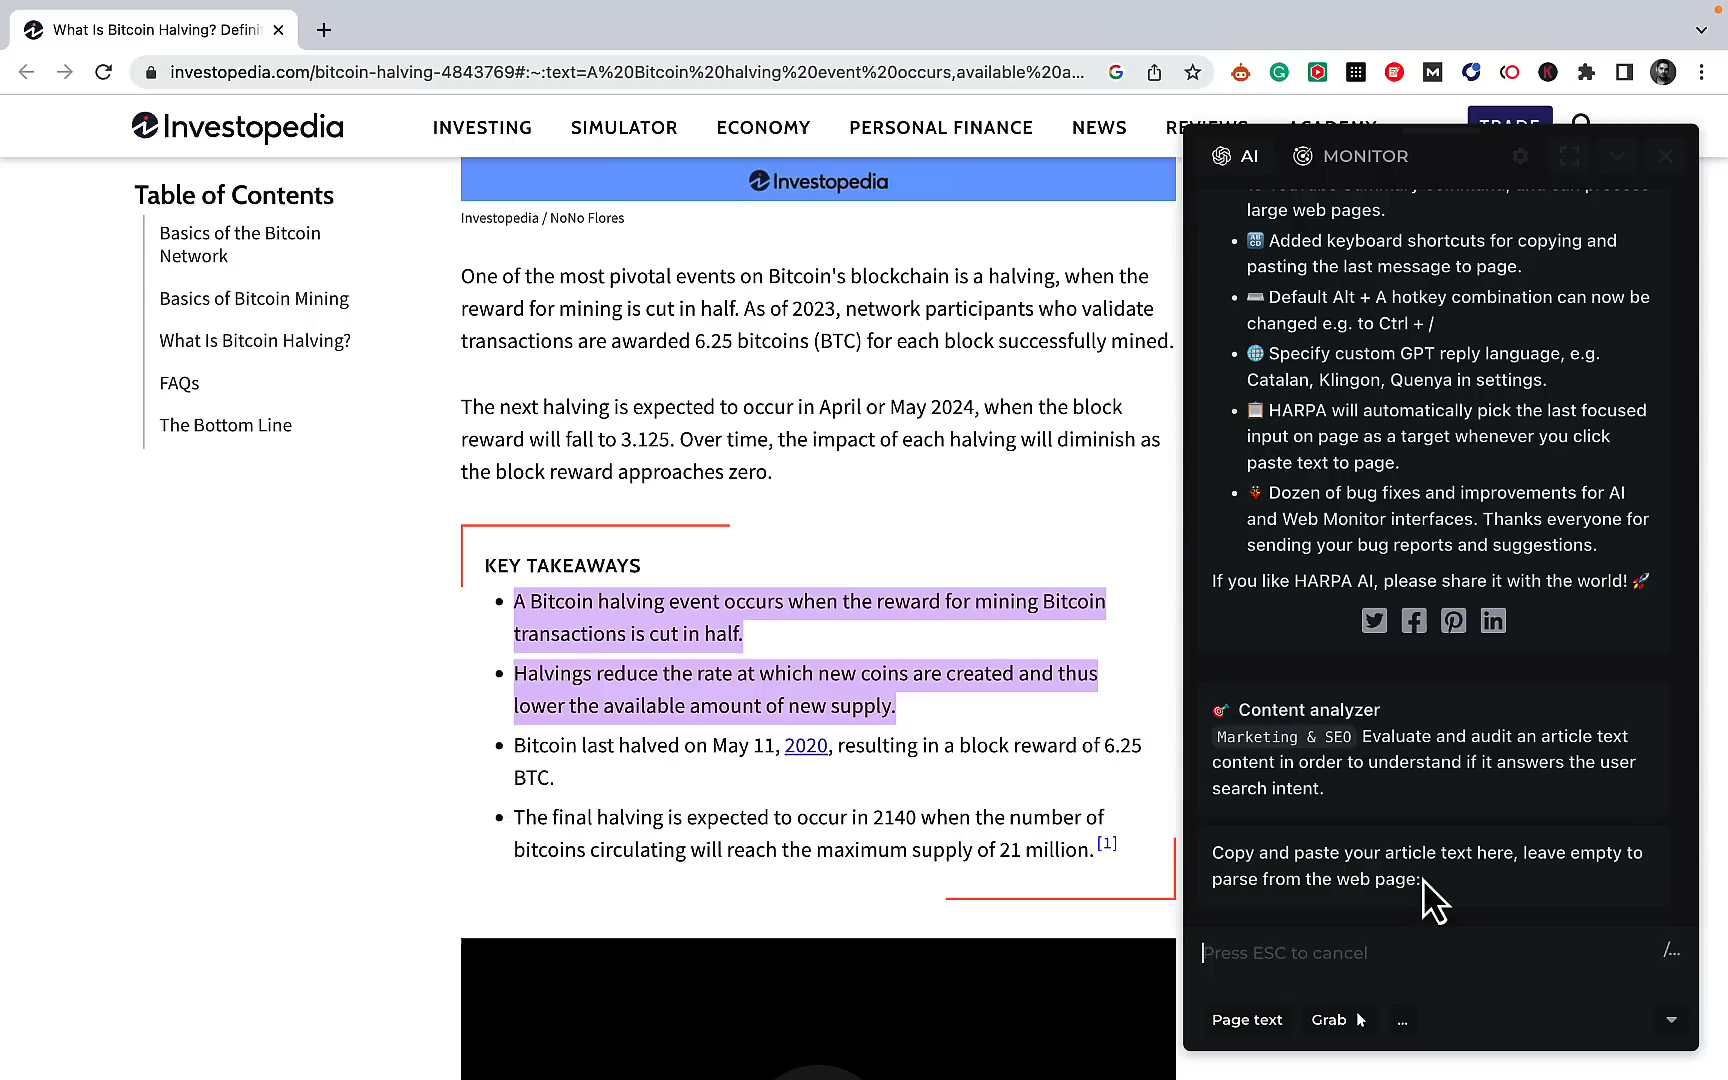 What Is Bitcoin Halving? Defini
investopedia.com/bitcoin-halving-4843769#:~:text=A%20Bitcoin%20halving%20event%20occurs,available%20a...
Investopedia
INVESTING
SIMULATOR
ECONOMY
PERSONAL FINANCE
NEWS
REVIEWS
ACADEMY
TRADE
Table of Contents
Basics of the Bitcoin
Network
Basics of Bitcoin Mining
What Is Bitcoin Halving?
FAQs
The Bottom Line
Investopedia
Investopedia / NoNo Flores
One of the most pivotal events on Bitcoin's blockchain is a halving, when the
reward for mining is cut in half. As of 2023, network participants who validate
transactions are awarded 6.25 bitcoins (BTC) for each block successfully mined.
The next halving is expected to occur in April or May 2024, when the block
reward will fall to 3.125. Over time, the impact of each halving will diminish as
the block reward approaches zero.
KEY TAKEAWAYS
• A Bitcoin halving event occurs when the reward for mining Bitcoin
transactions is cut in half.
• Halvings reduce the rate at which new coins are created and thus
lower the available amount of new supply.
• Bitcoin last halved on May 11, 2020, resulting in a block reward of 6.25
BTC.
• The final halving is expected to occur in 2140 when the number of
bitcoins circulating will reach the maximum supply of 21 million. [1]
AI
MONITOR
to YouTube Summary command, and can process
large web pages.
• 🔠 Added keyboard shortcuts for copying and
pasting the last message to page.
• ⌨️ Default Alt + A hotkey combination can now be
changed e.g. to Ctrl + /
• 🌐 Specify custom GPT reply language, e.g.
Catalan, Klingon, Quenya in settings.
• 📋 HARPA will automatically pick the last focused
input on page as a target whenever you click
paste text to page.
• 🐞 Dozen of bug fixes and improvements for AI
and Web Monitor interfaces. Thanks everyone for
sending your bug reports and suggestions.
If you like HARPA AI, please share it with the world! 🚀
🎯 Content analyzer
Marketing & SEO Evaluate and audit an article text
content in order to understand if it answers the user
search intent.
Copy and paste your article text here, leave empty to
parse from the web page:
Press ESC to cancel
/...
Page text
Grab
...